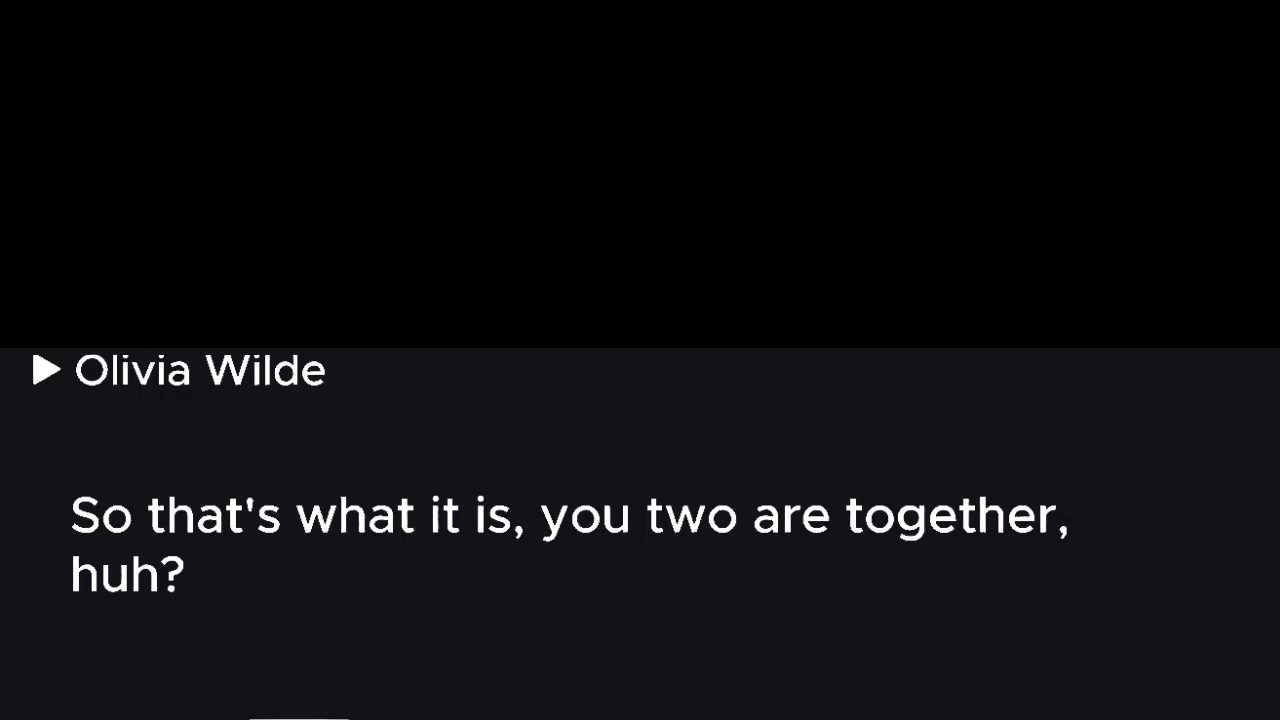 ▶ Olivia Wilde
So that's what it is, you two are together,
huh?